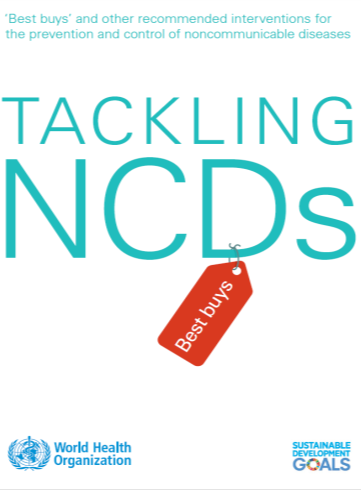 ‘Best buys’ and other recommended interventions for
the prevention and control of noncommunicable diseases
TACKLING
NCDs
Best buys
World Health
Organization
SUSTAINABLE
DEVELOPMENT
GOALS